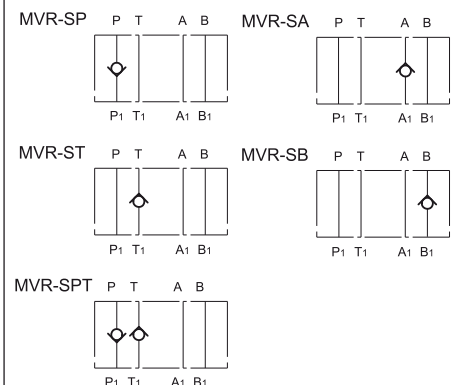 MVR-SP P T A B
P1 T1 A1 B1
MVR-SA P T A B
P1 T1 A1 B1
MVR-ST P T A B
P1 T1 A1 B1
MVR-SB P T A B
P1 T1 A1 B1
MVR-SPT P T A B
P1 T1 A1 B1